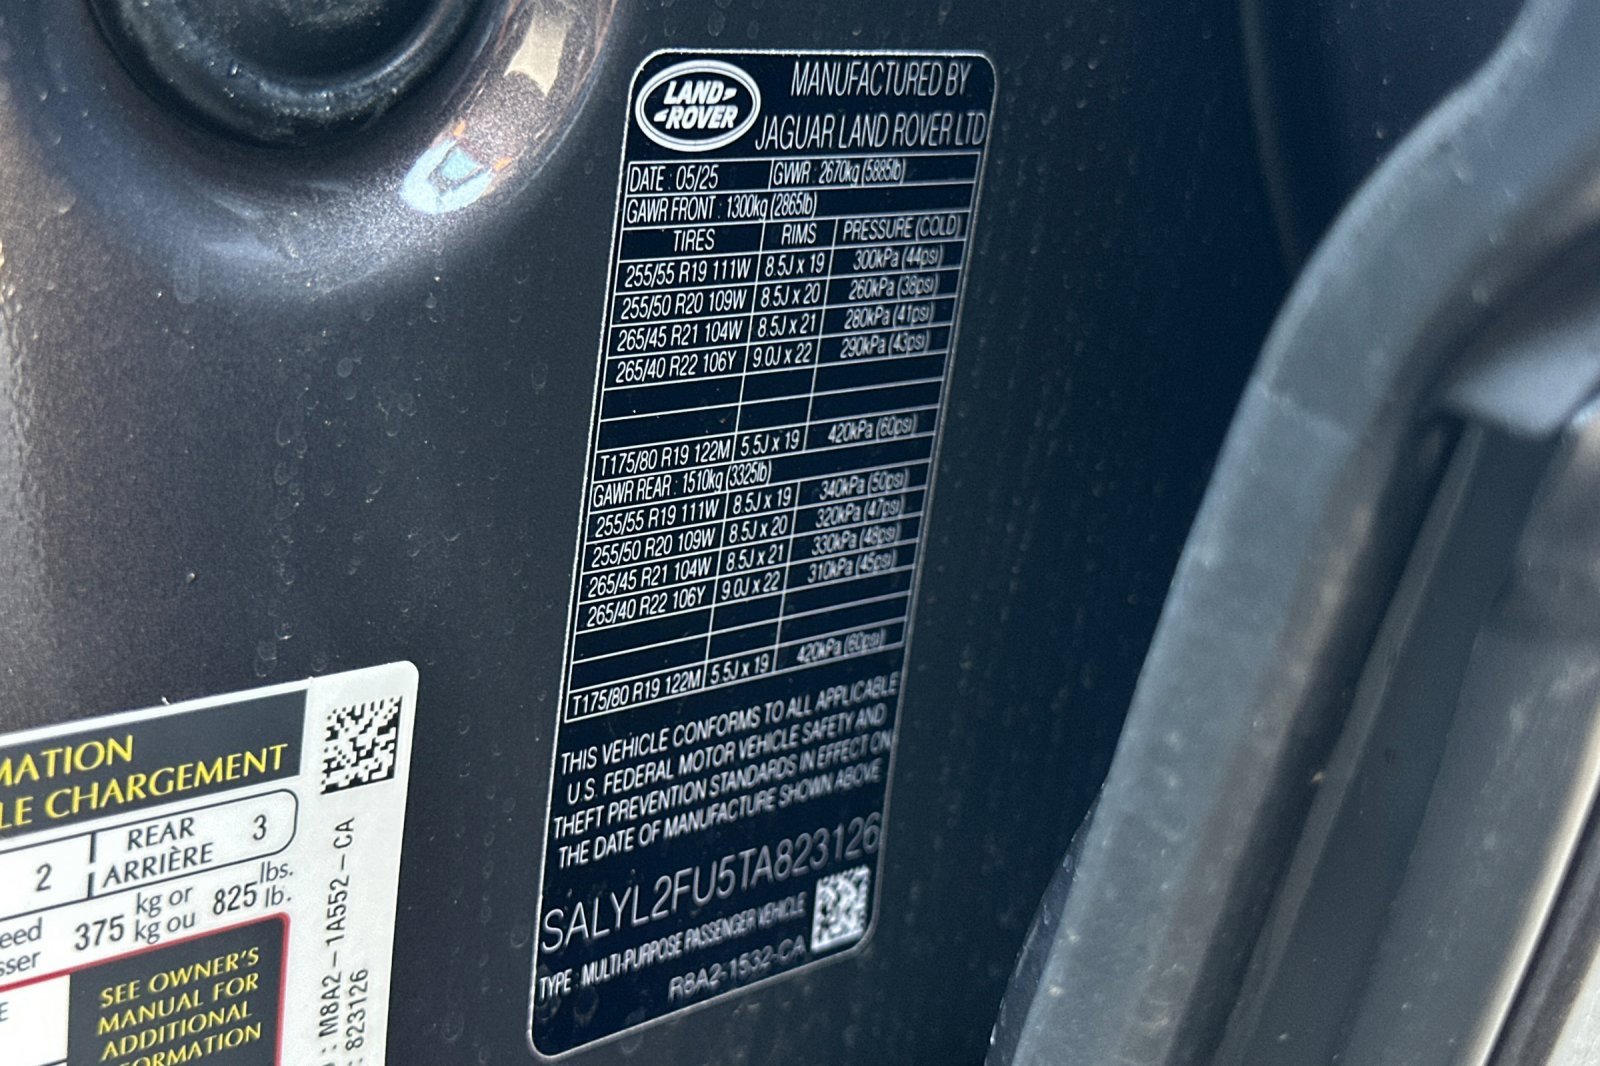 LAND
ROVER
MANUFACTURED BY
JAGUAR LAND ROVER LTD
DATE : 05/25 GVWR : 2670kg (5885lb)
GAWR FRONT : 1300kg (2865lb)
TIRES RIMS PRESSURE (COLD)
255/55 R19 111W 8.5J x 19 300kPa (44psi)
255/50 R20 109W 8.5J x 20 260kPa (38psi)
265/45 R21 104W 8.5J x 21 280kPa (41psi)
265/40 R22 106Y 9.0J x 22 290kPa (43psi)
T175/80 R19 122M 5.5J x 19 420kPa (60psi)
GAWR REAR : 1510kg (3325lb)
255/55 R19 111W 8.5J x 19 340kPa (50psi)
255/50 R20 109W 8.5J x 20 320kPa (47psi)
265/45 R21 104W 8.5J x 21 330kPa (48psi)
265/40 R22 106Y 9.0J x 22 310kPa (45psi)
T175/80 R19 122M 5.5J x 19 420kPa (60psi)
THIS VEHICLE CONFORMS TO ALL APPLICABLE
U.S. FEDERAL MOTOR VEHICLE SAFETY AND
THEFT PREVENTION STANDARDS IN EFFECT ON
THE DATE OF MANUFACTURE SHOWN ABOVE
SALYL2FU5TA823126
TYPE : MULTI-PURPOSE PASSENGER VEHICLE
R8A2-1532-CA
MATION
LE CHARGEMENT
2 REAR 3
ARRIÈRE
eed 375 kg or 825 lbs.
sser kg ou lb.
SEE OWNER'S
MANUAL FOR
ADDITIONAL
FORMATION
: M8A2-1A552-CA
: 823126